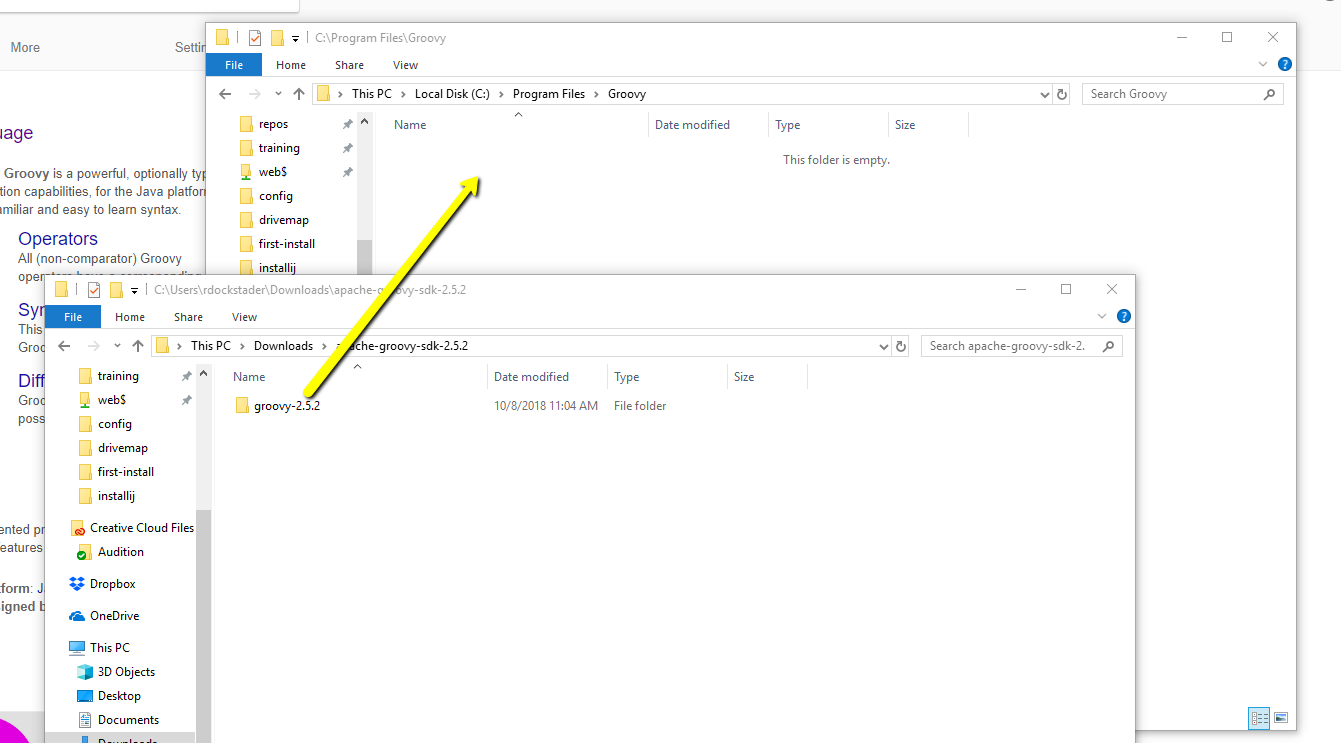 More
Settin
C:\Program Files\Groovy
File Home Share View
This PC Local Disk (C:) Program Files Groovy
Search Groovy
repos
training
web$
config
drivemap
first-install
installij
Name Date modified Type Size
This folder is empty.
uage
Groovy is a powerful, optionally typ
tion capabilities, for the Java platforn
amiliar and easy to learn syntax.
Operators
All (non-comparator) Groovy
Syn
This
Groo
Diff
Groo
poss
ented pr
eatures
tform: Ja
signed b
C:\Users\rdockstader\Downloads\apache-groovy-sdk-2.5.2
File Home Share View
This PC Downloads apache-groovy-sdk-2.5.2
Search apache-groovy-sdk-2.
training
web$
config
drivemap
first-install
installij
Creative Cloud Files
Audition
Dropbox
OneDrive
This PC
3D Objects
Desktop
Documents
Downloads
Name Date modified Type Size
groovy-2.5.2 10/8/2018 11:04 AM File folder